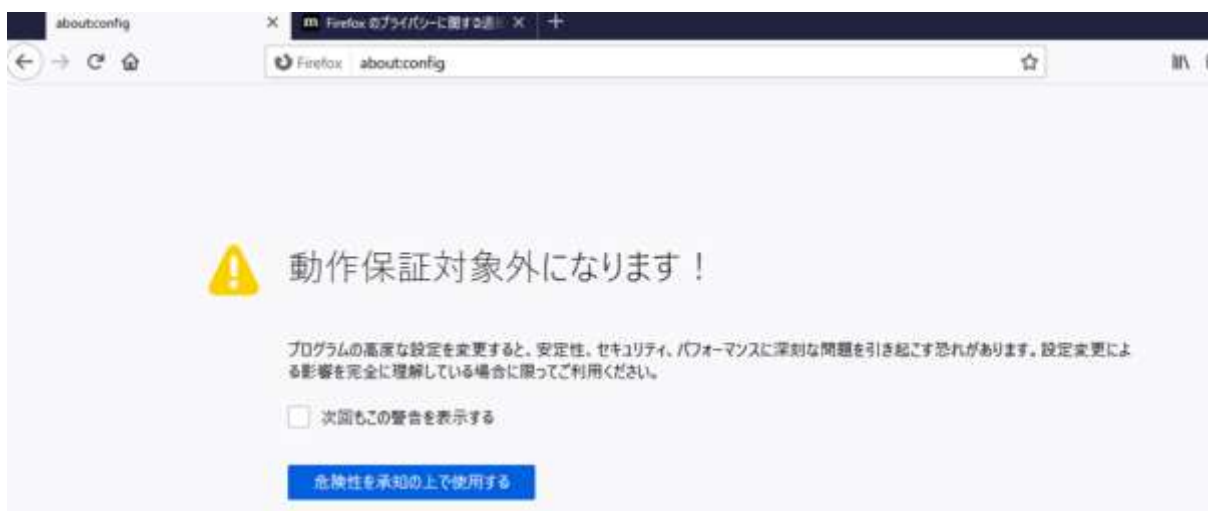 about:config
m Firefox のプライバシーに関する通
Firefox about:config
動作保証対象外になります！
プログラムの高度な設定を変更すると、安定性、セキュリティ、パフォーマンスに深刻な問題を引き起こす恐れがあります。設定変更によ
る影響を完全に理解している場合に限ってご利用ください。
次回もこの警告を表示する
危険性を承知の上で使用する